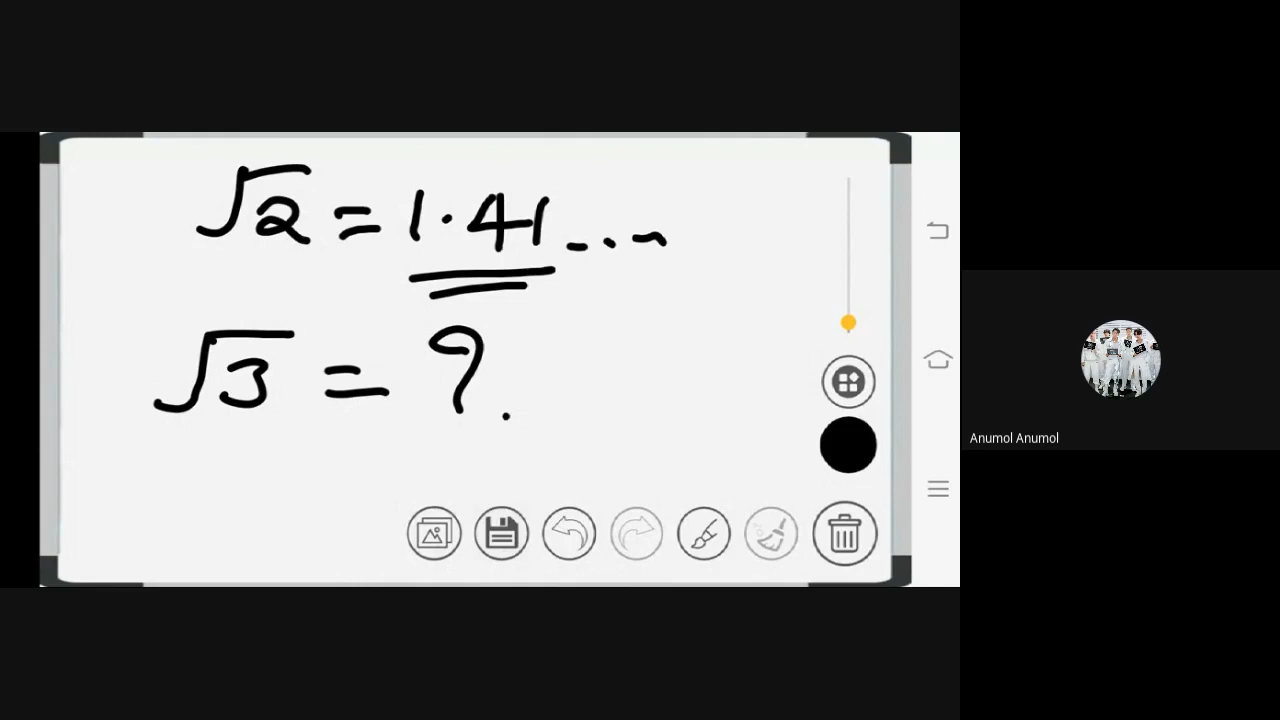 √2 = 1.41...
√3 = ?
Anumol Anumol